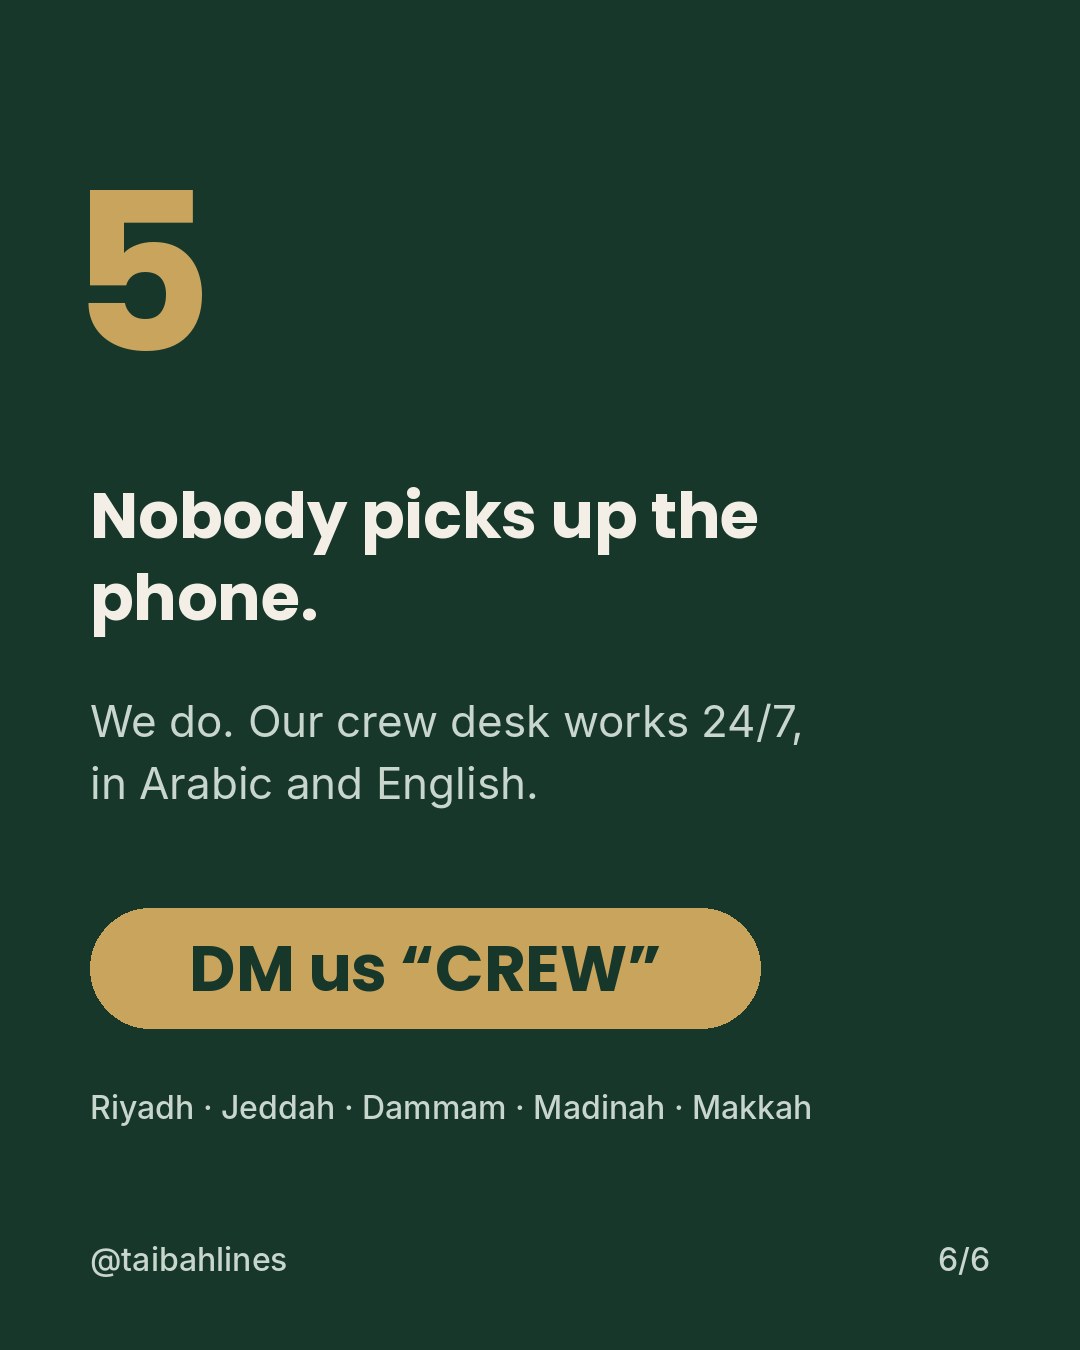 5
Nobody picks up the
phone.
We do. Our crew desk works 24/7,
in Arabic and English.
DM us “CREW”
Riyadh · Jeddah · Dammam · Madinah · Makkah
@taibahlines
6/6